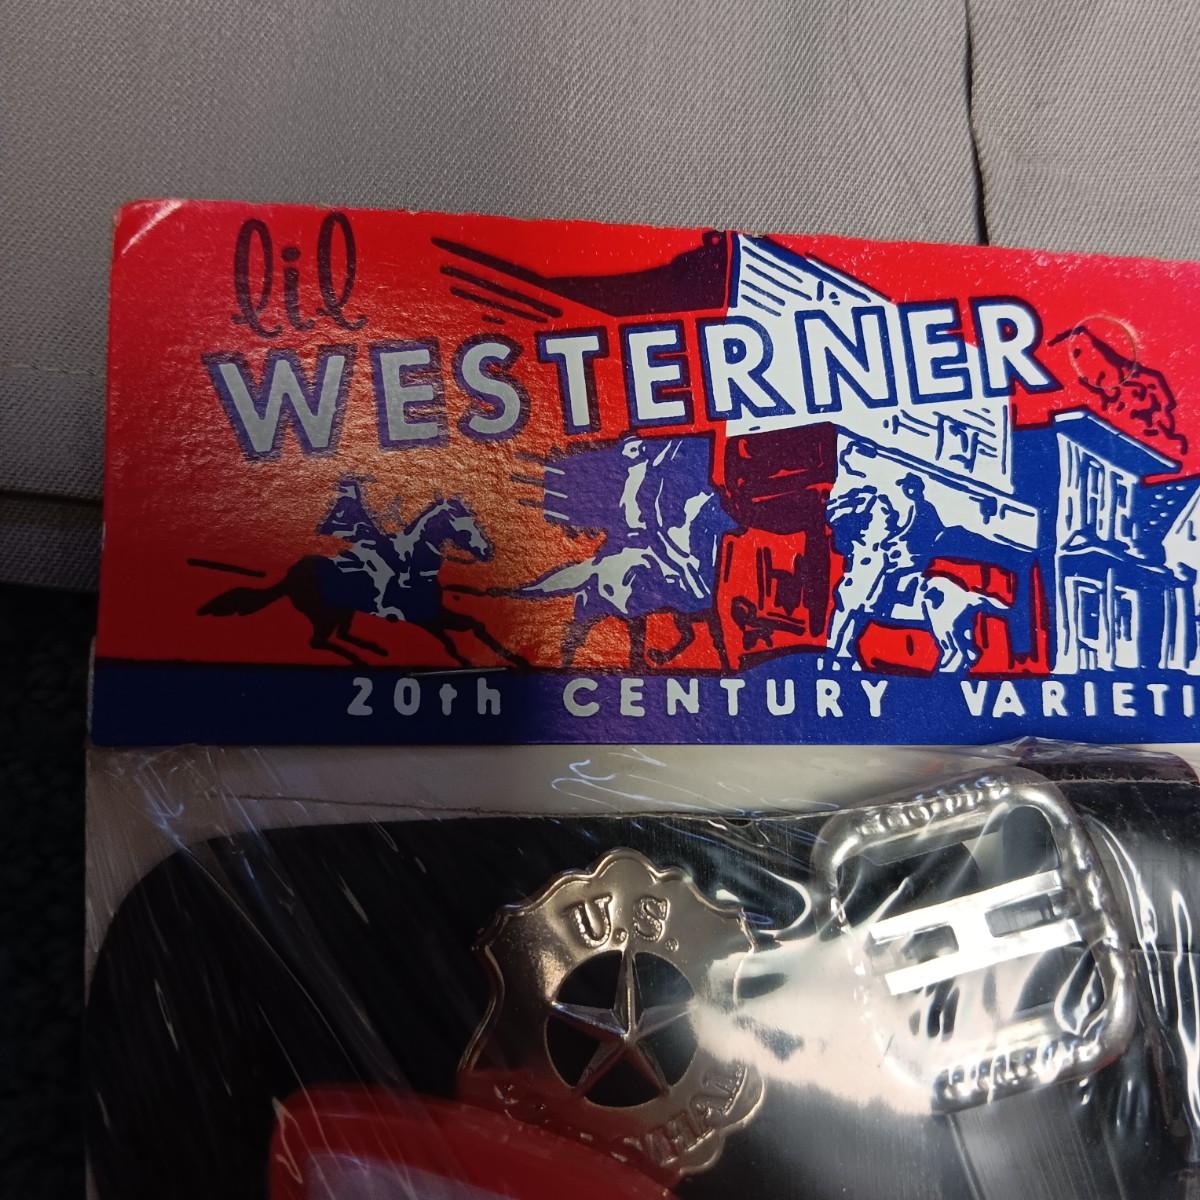 lil
WESTERNER
20th CENTURY VARIETI
U.S.